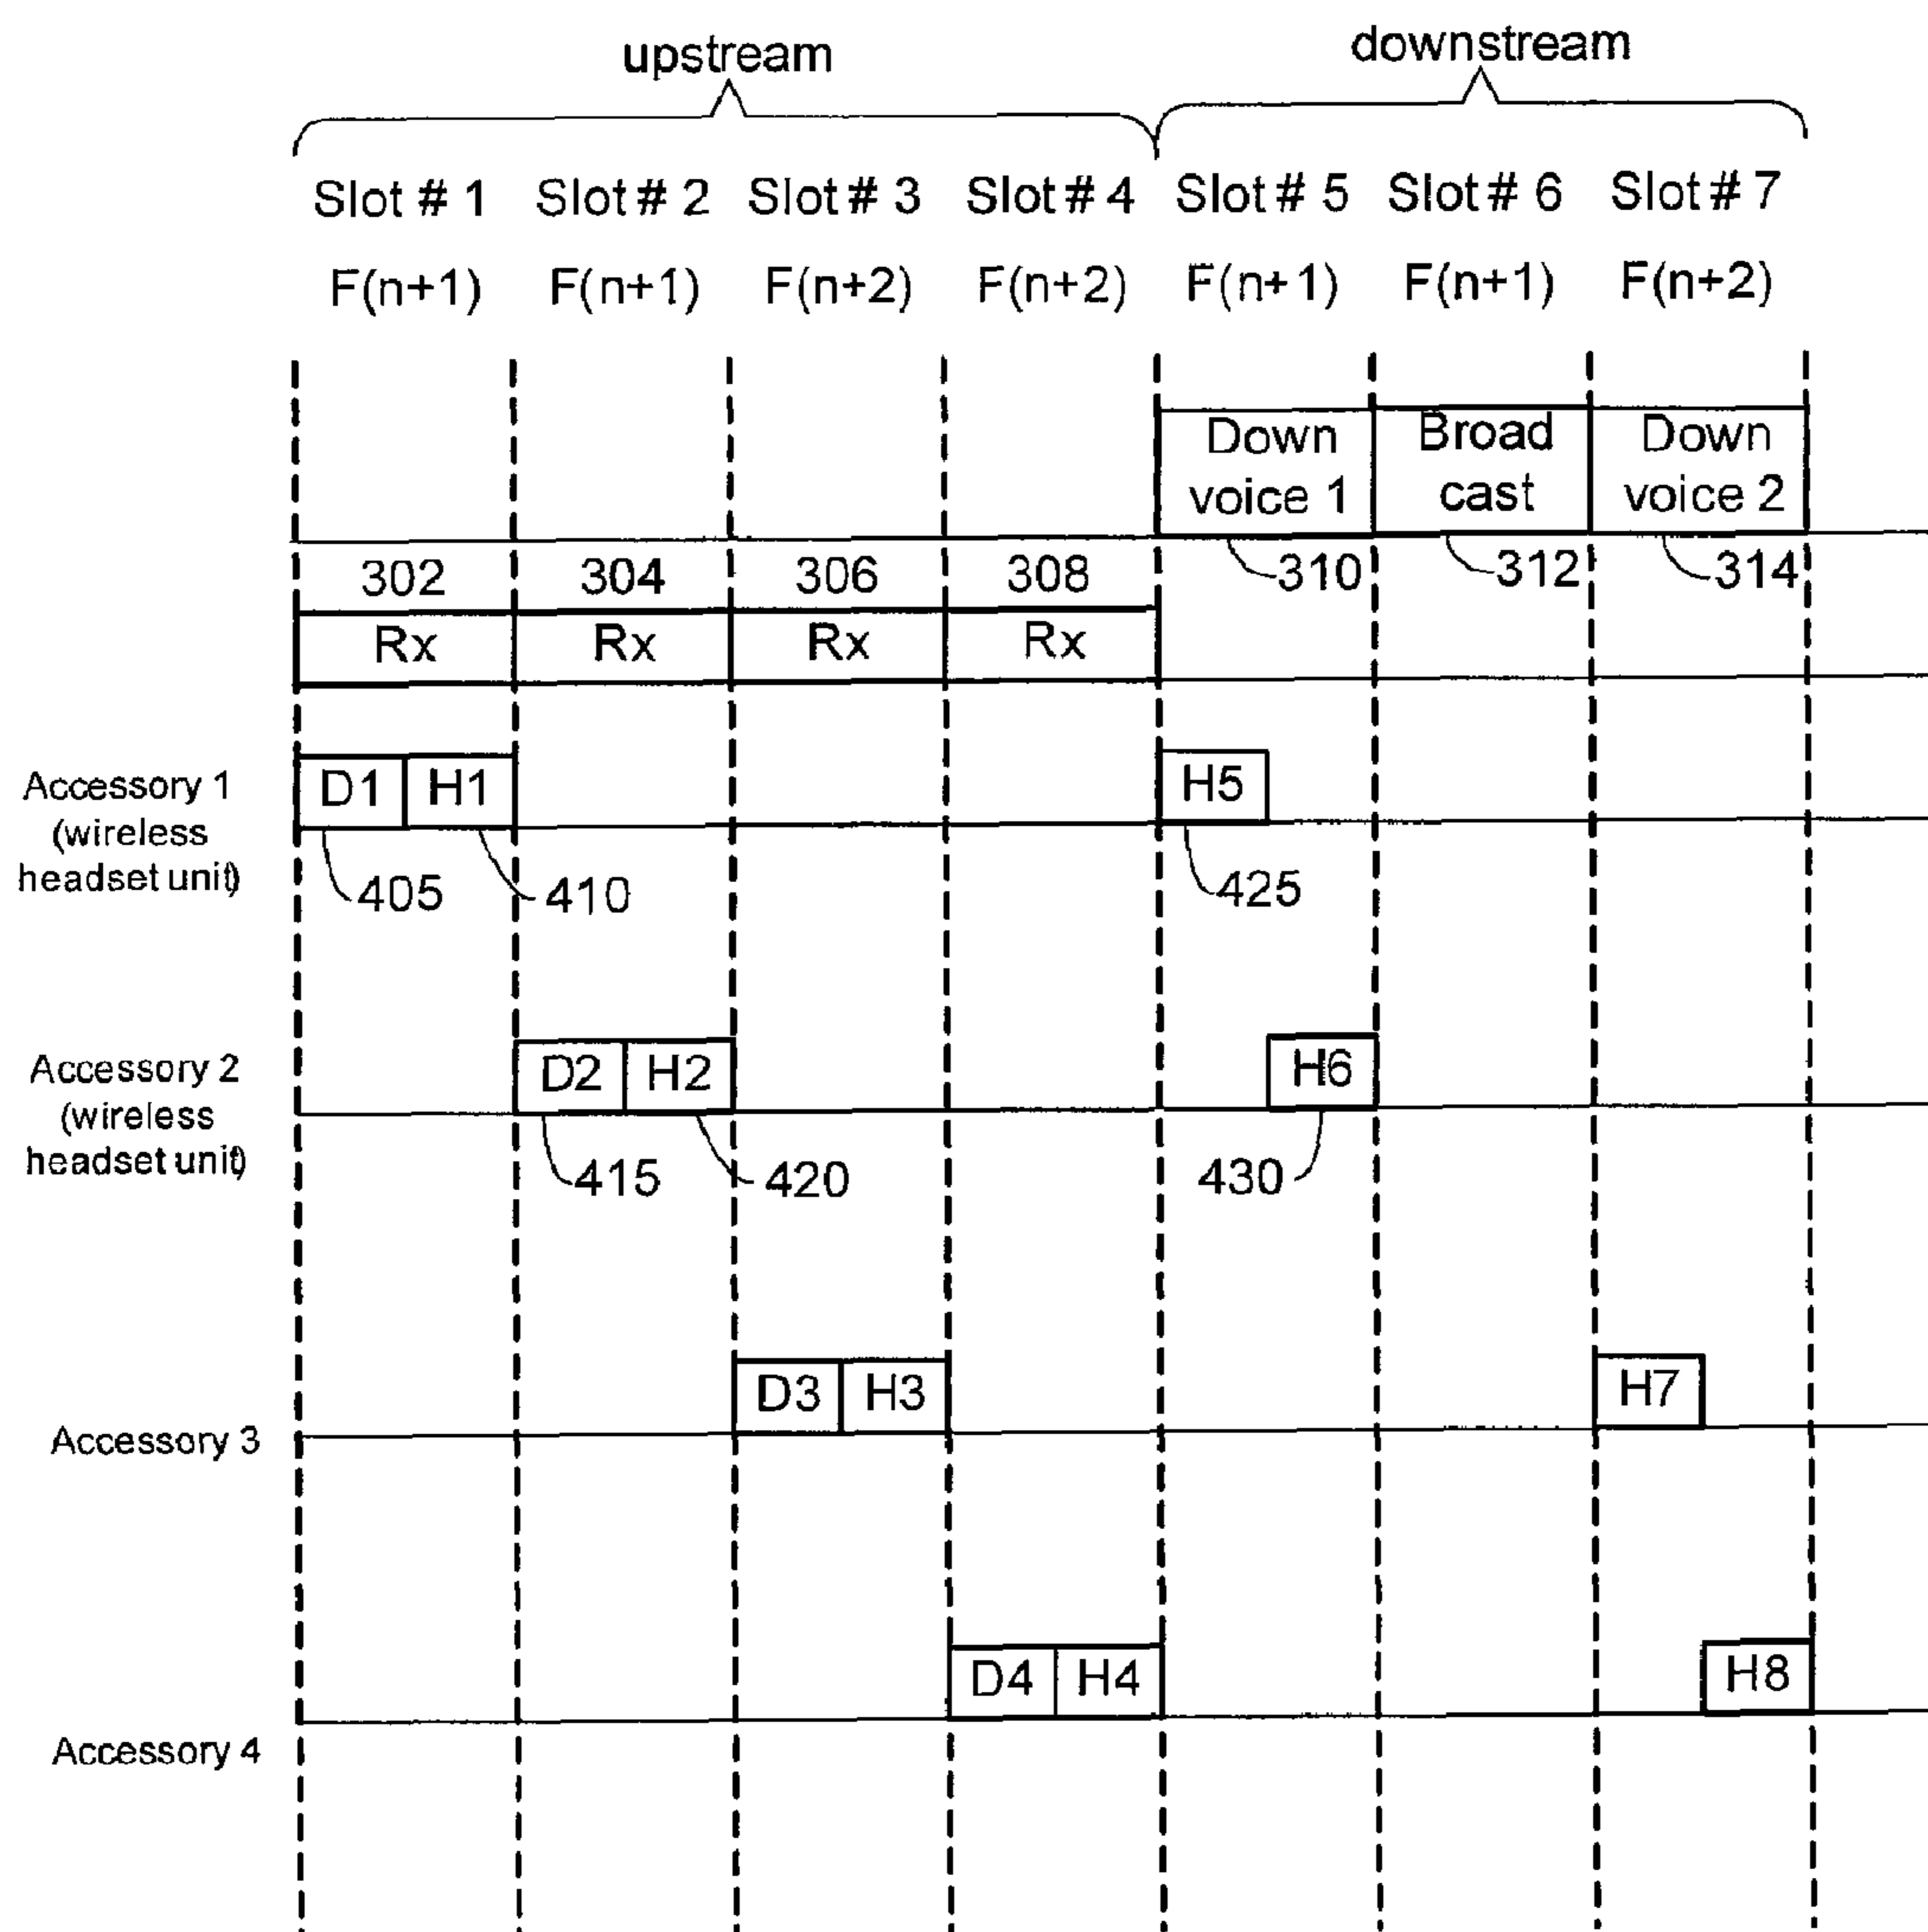 upstream
downstream
Slot # 1 Slot # 2 Slot # 3 Slot # 4 Slot # 5 Slot # 6 Slot # 7
F(n+1) F(n+1) F(n+2) F(n+2) F(n+1) F(n+1) F(n+2)
Down
voice 1
Broad
cast
Down
voice 2
302 304 306 308 310 312 314
Rx Rx Rx Rx
Accessory 1
(wireless
headset unit)
D1 H1 H5
405 410 425
Accessory 2
(wireless
headset unit)
D2 H2 H6
415 420 430
D3 H3 H7
Accessory 3
D4 H4 H8
Accessory 4